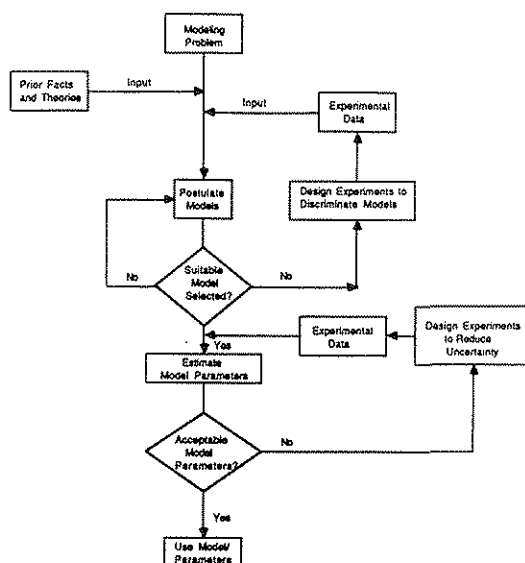 Modeling
Problem
Prior Facts
and Theories
Input
Input
Experimental
Data
Postulate
Models
Design Experiments to
Discriminate Models
No
Suitable
Model
Selected?
No
Yes
Experimental
Data
Design Experiments
to Reduce
Uncertainty
Estimate
Model Parameters
Acceptable
Model
Parameters?
No
Yes
Use Model/
Parameters